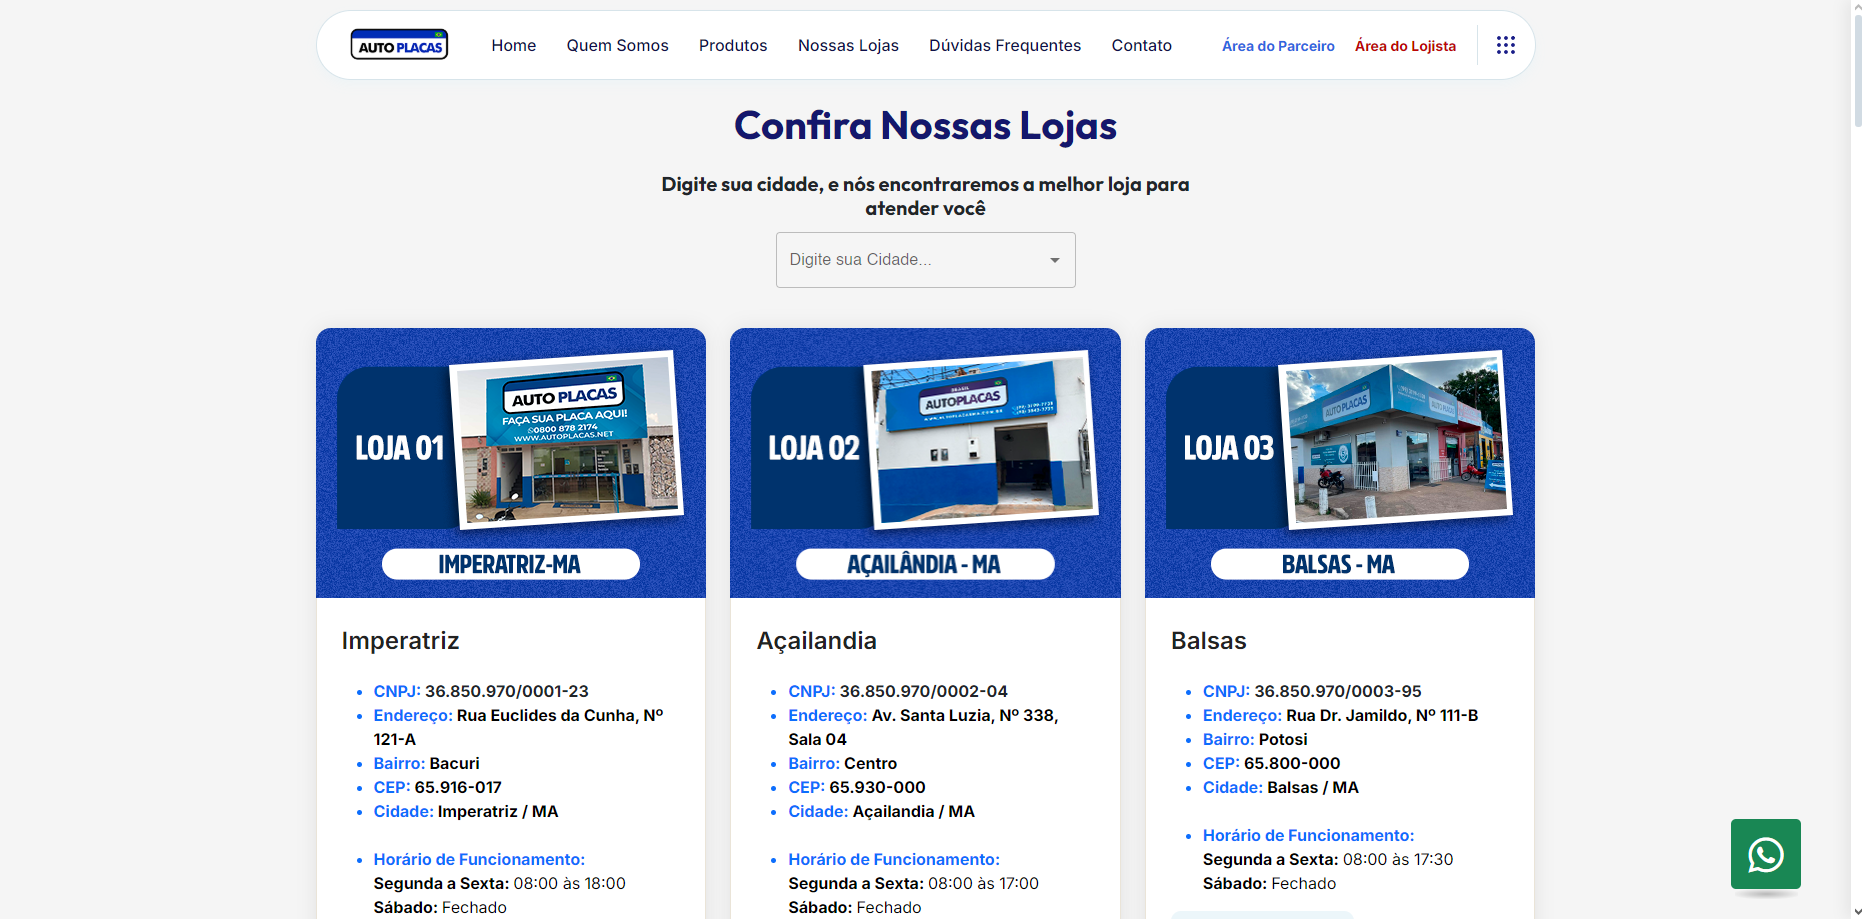 AUTO PLACAS
Home
Quem Somos
Produtos
Nossas Lojas
Dúvidas Frequentes
Contato
Área do Parceiro
Área do Lojista
Confira Nossas Lojas
Digite sua cidade, e nós encontraremos a melhor loja para
atender você
Digite sua Cidade...
LOJA 01
AUTO PLACAS
FAÇA SUA PLACA AQUI!
0800 878 2174
WWW.AUTOPLACAS.NET
IMPERATRIZ-MA
Imperatriz
CNPJ: 36.850.970/0001-23
Endereço: Rua Euclides da Cunha, Nº
121-A
Bairro: Bacuri
CEP: 65.916-017
Cidade: Imperatriz / MA
Horário de Funcionamento:
Segunda a Sexta: 08:00 às 18:00
Sábado: Fechado
LOJA 02
BRASIL
AUTOPLACAS
AÇAILÂNDIA - MA
Açailandia
CNPJ: 36.850.970/0002-04
Endereço: Av. Santa Luzia, Nº 338,
Sala 04
Bairro: Centro
CEP: 65.930-000
Cidade: Açailandia / MA
Horário de Funcionamento:
Segunda a Sexta: 08:00 às 17:00
Sábado: Fechado
LOJA 03
AUTO PLACAS
AUTO PLACAS
BALSAS - MA
Balsas
CNPJ: 36.850.970/0003-95
Endereço: Rua Dr. Jamildo, Nº 111-B
Bairro: Potosi
CEP: 65.800-000
Cidade: Balsas / MA
Horário de Funcionamento:
Segunda a Sexta: 08:00 às 17:30
Sábado: Fechado